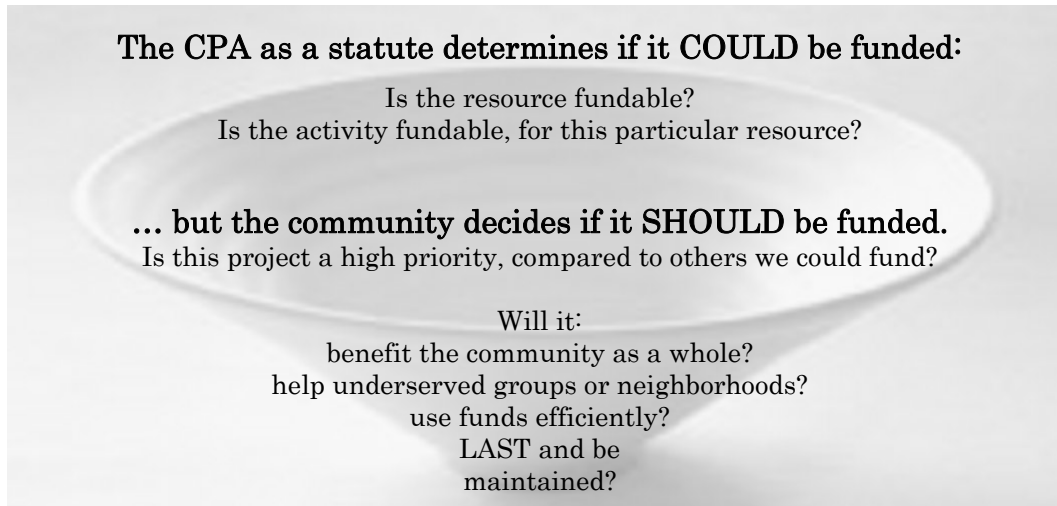 The CPA as a statute determines if it COULD be funded:
Is the resource fundable?
Is the activity fundable, for this particular resource?
… but the community decides if it SHOULD be funded.
Is this project a high priority, compared to others we could fund?
Will it:
benefit the community as a whole?
help underserved groups or neighborhoods?
use funds efficiently?
LAST and be
maintained?